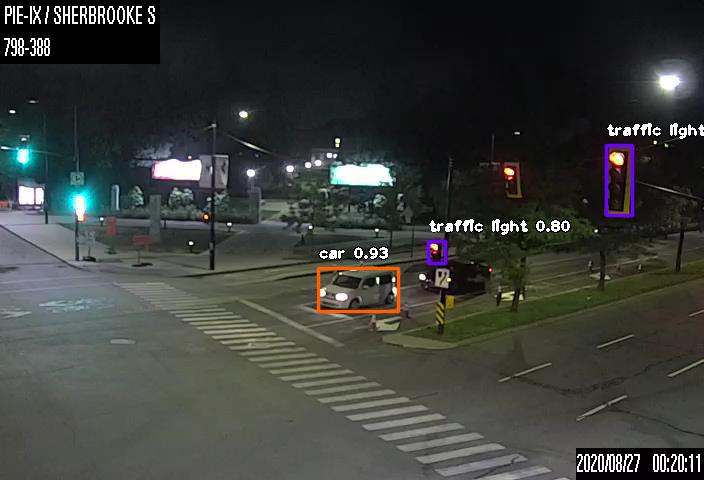 PIE-IX / SHERBROOKE S
798-388
traffic light
traffic light 0.80
car 0.93
2020/08/27 00:20:11